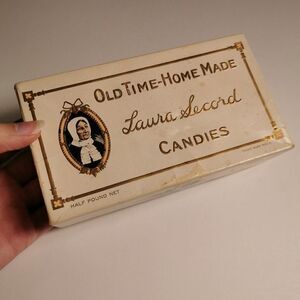 OLD TIME-HOME MADE
Laura Secord
CANDIES
HALF POUND NET